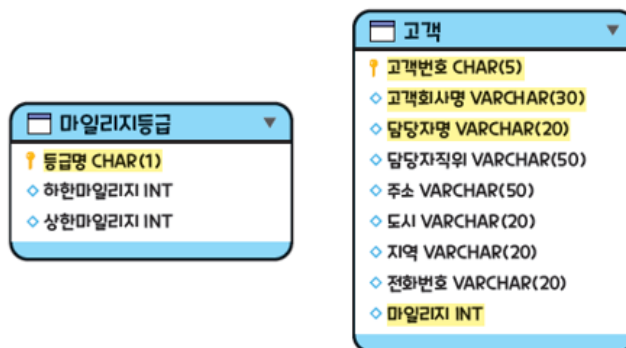 마일리지등급
등급명 CHAR(1)
하한마일리지 INT
상한마일리지 INT
고객
고객번호 CHAR(5)
고객회사명 VARCHAR(30)
담당자명 VARCHAR(20)
담당자직위 VARCHAR(50)
주소 VARCHAR(50)
도시 VARCHAR(20)
지역 VARCHAR(20)
전화번호 VARCHAR(20)
마일리지 INT